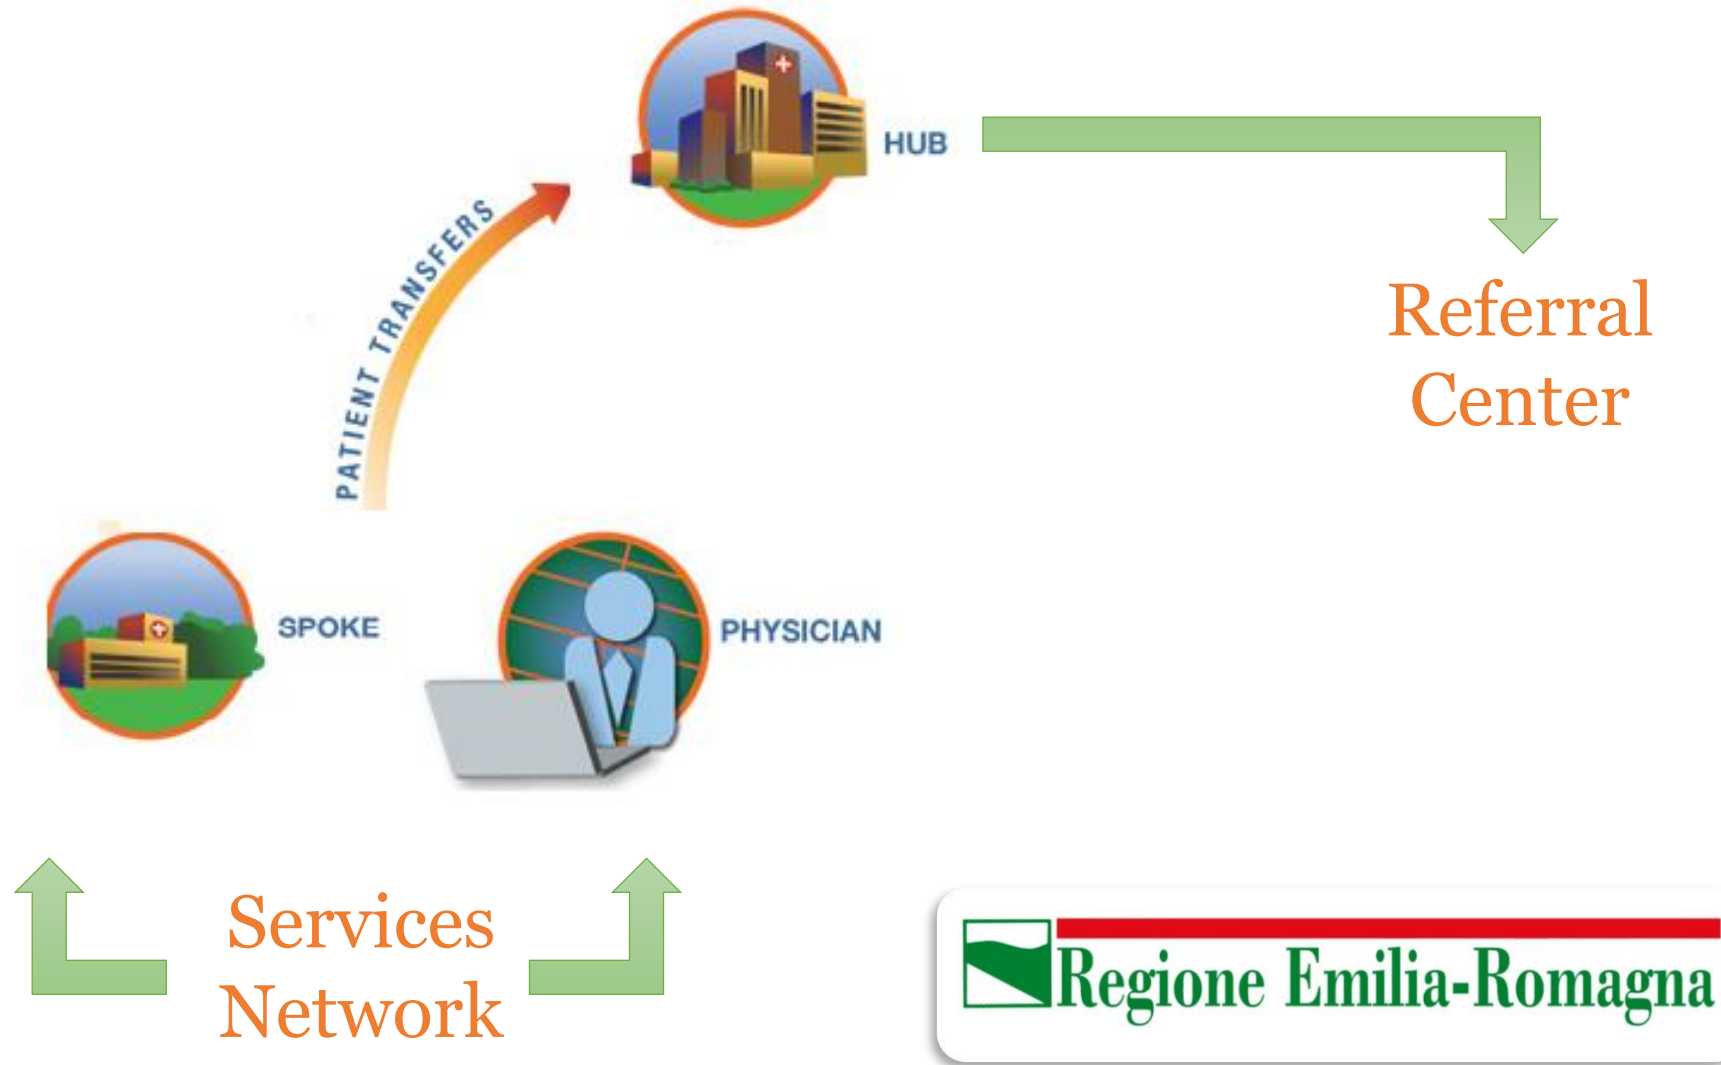 HUB
PATIENT TRANSFERS
Referral
Center
SPOKE
PHYSICIAN
Services
Network
Regione Emilia-Romagna